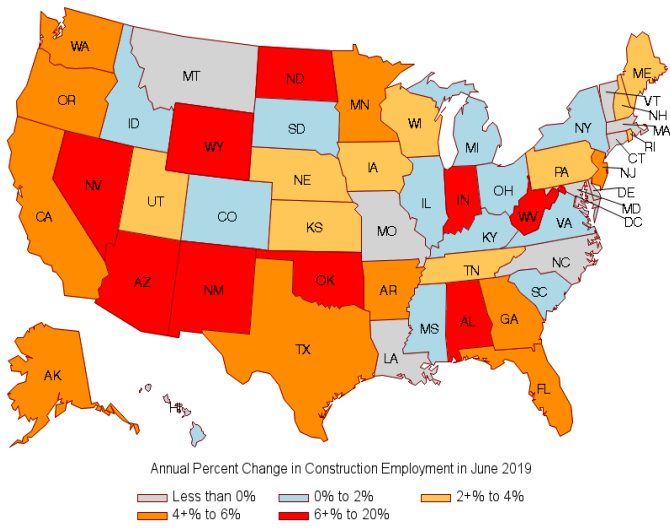 WA
MT
ND
MN
ME
OR
ID
SD
WI
VT
NH
MA
WY
MI
NY
RI
CT
NJ
NV
UT
NE
IA
PA
OH
DE
MD
DC
CA
CO
KS
IL
IN
WV
VA
MO
KY
NC
AZ
NM
OK
AR
TN
SC
MS
AL
GA
TX
LA
AK
FL
HI
Annual Percent Change in Construction Employment in June 2019
Less than 0% 0% to 2% 2+% to 4%
4+% to 6% 6+% to 20%